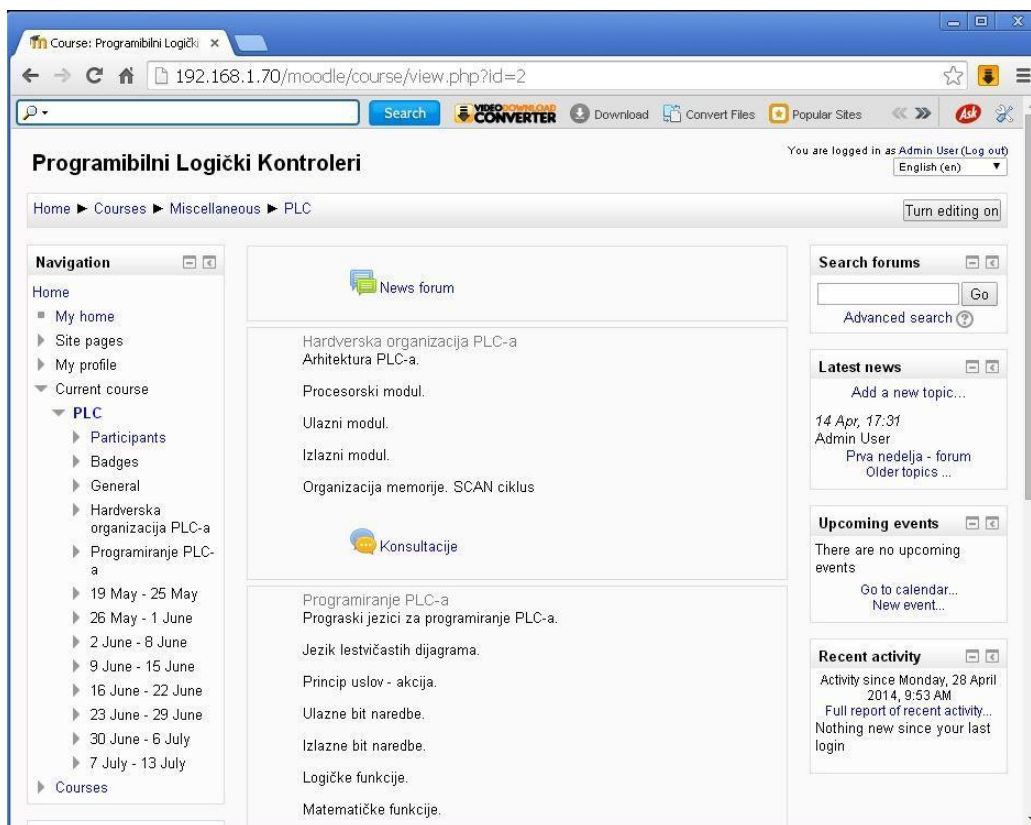 Course: Programibilni Logički
192.168.1.70/moodle/course/view.php?id=2
Search
VIDEO DOWNLOAD CONVERTER
Download
Convert Files
Popular Sites
Ask
Programibilni Logički Kontroleri
You are logged in as Admin User (Log out)
English (en)
Home ► Courses ► Miscellaneous ► PLC
Turn editing on
Navigation
Home
My home
Site pages
My profile
Current course
PLC
Participants
Badges
General
Hardverska
organizacija PLC-a
Programiranje PLC-
a
19 May - 25 May
26 May - 1 June
2 June - 8 June
9 June - 15 June
16 June - 22 June
23 June - 29 June
30 June - 6 July
7 July - 13 July
Courses
News forum
Hardverska organizacija PLC-a
Arhitektura PLC-a.
Procesorski modul.
Ulazni modul.
Izlazni modul.
Organizacija memorije. SCAN ciklus
Konsultacije
Programiranje PLC-a
Prograski jezici za programiranje PLC-a.
Jezik lestvičastih dijagrama.
Princip uslov - akcija.
Ulazne bit naredbe.
Izlazne bit naredbe.
Logičke funkcije.
Matematičke funkcije.
Search forums
Go
Advanced search
Latest news
Add a new topic...
14 Apr, 17:31
Admin User
Prva nedelja - forum
Older topics ...
Upcoming events
There are no upcoming
events
Go to calendar...
New event...
Recent activity
Activity since Monday, 28 April
2014, 9:53 AM
Full report of recent activity...
Nothing new since your last
login